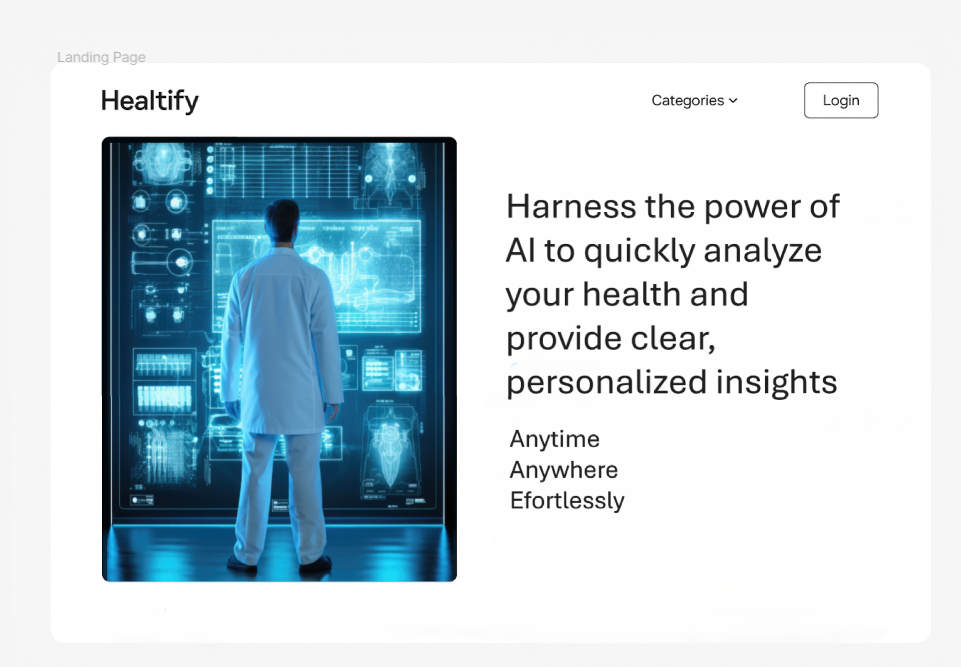 Landing Page
Healtify
Categories
Login
Harness the power of
AI to quickly analyze
your health and
provide clear,
personalized insights
Anytime
Anywhere
Efortlessly